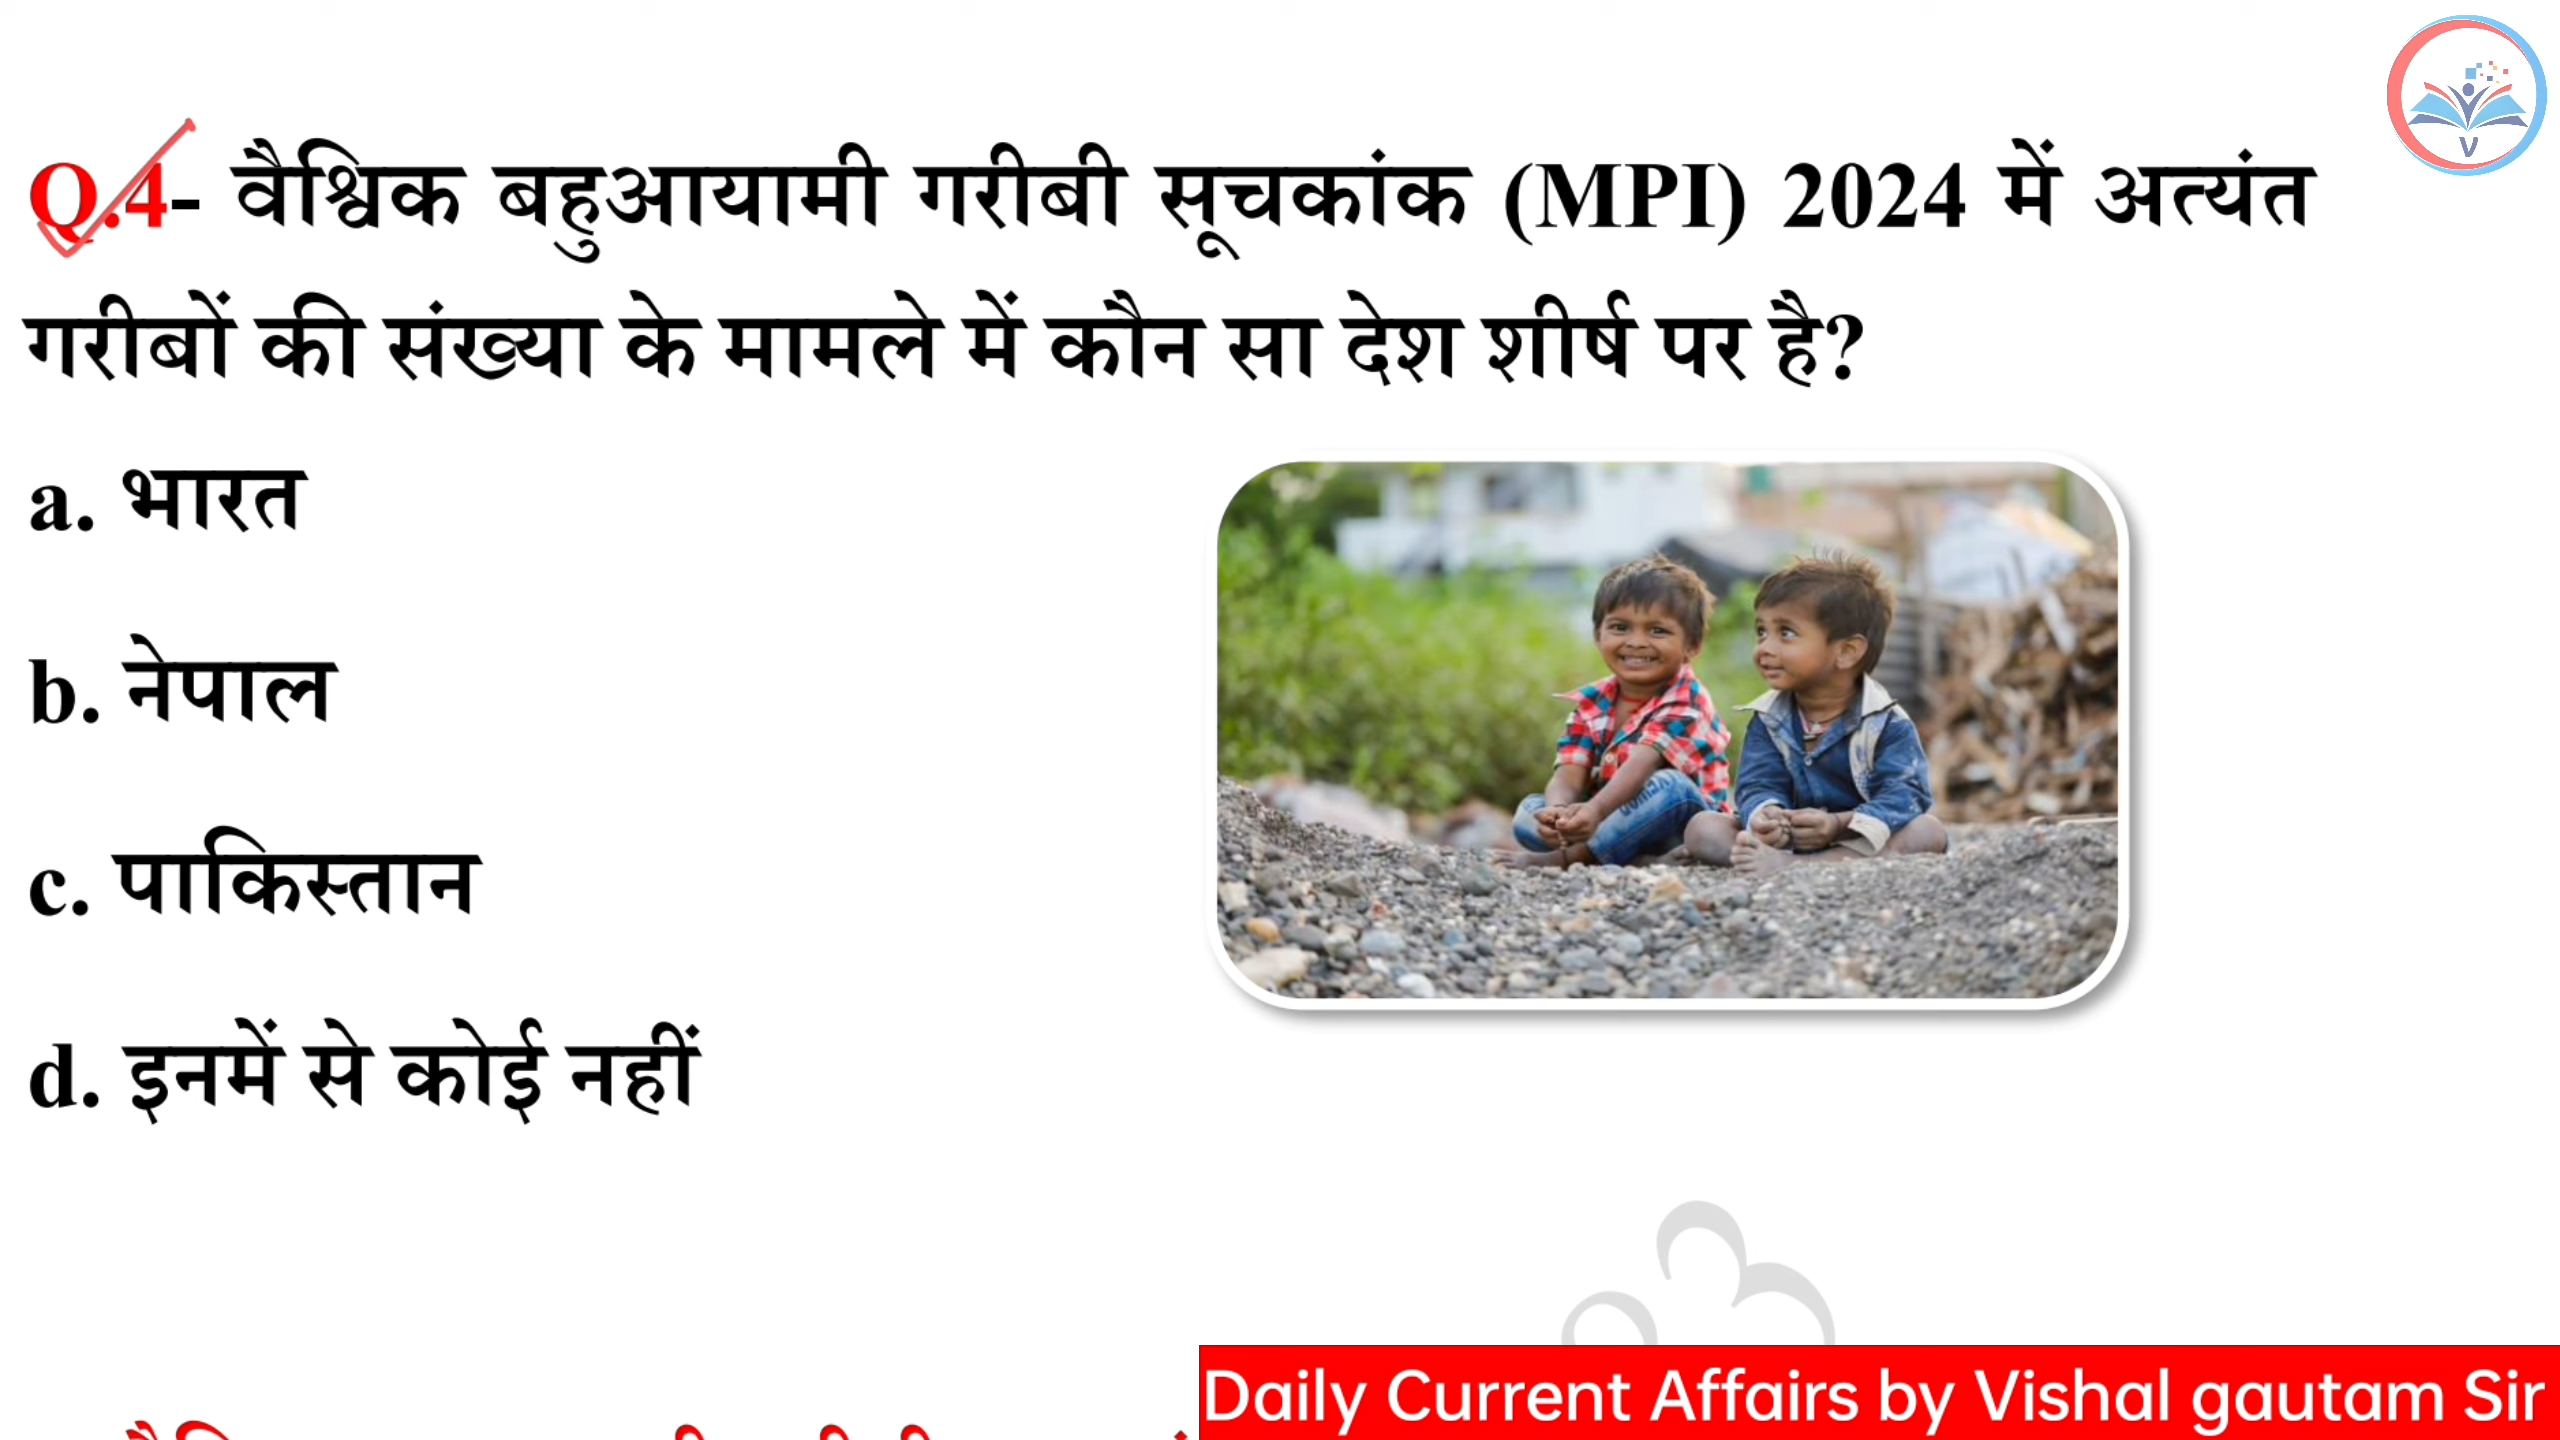 Q.4- वैश्विक बहुआयामी गरीबी सूचकांक (MPI) 2024 में अत्यंत
गरीबों की संख्या के मामले में कौन सा देश शीर्ष पर है?
a. भारत
b. नेपाल
c. पाकिस्तान
d. इनमें से कोई नहीं
Daily Current Affairs by Vishal gautam Sir